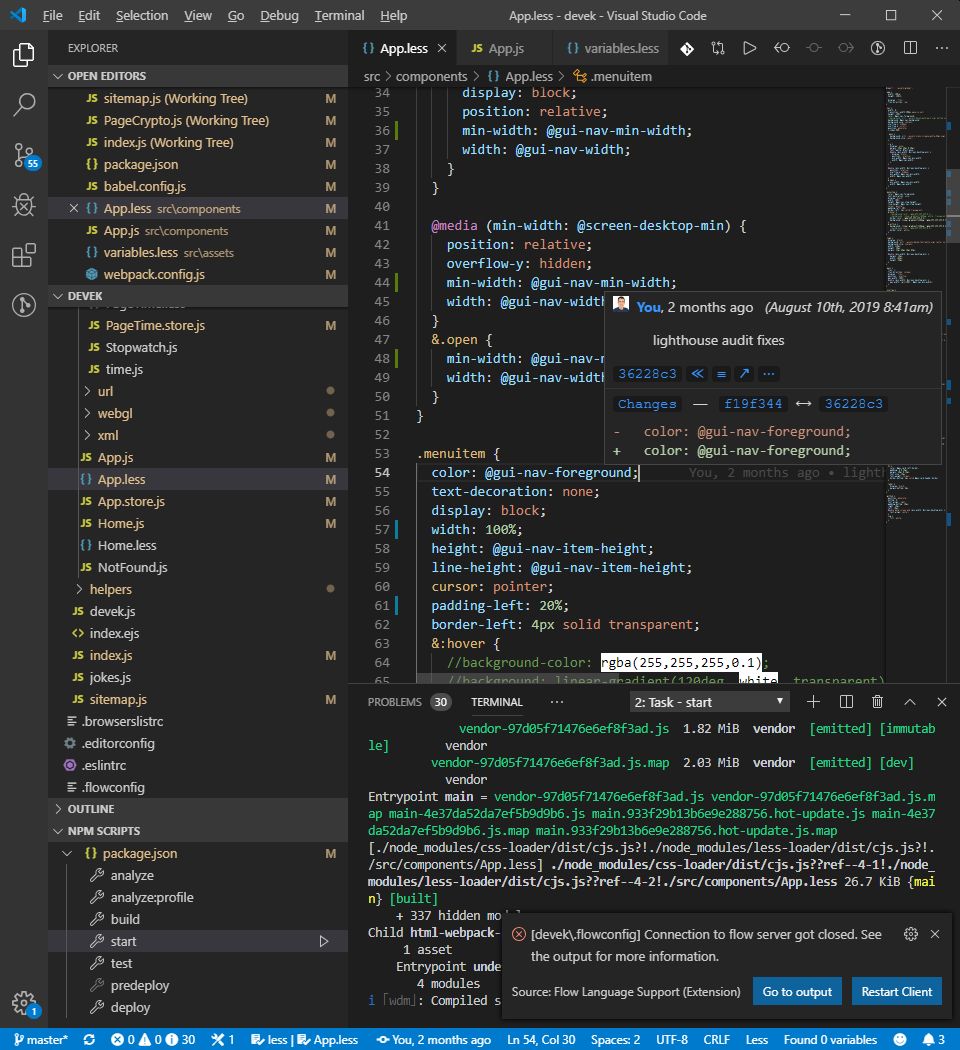 File Edit Selection View Go Debug Terminal Help App.less - devek - Visual Studio Code
EXPLORER
OPEN EDITORS
JS sitemap.js (Working Tree) M
JS PageCrypto.js (Working Tree) M
JS index.js (Working Tree) M
{} package.json M
JS babel.config.js M
{} App.less src\components M
JS App.js src\components M
{} variables.less src\assets M
webpack.config.js M
DEVEK
JS PageTime.store.js M
JS Stopwatch.js
JS time.js
url
webgl
xml
JS App.js M
{} App.less M
JS App.store.js M
JS Home.js M
{} Home.less
JS NotFound.js
helpers
JS devek.js
<> index.ejs
JS index.js M
JS jokes.js
JS sitemap.js M
.browserslistrc
.editorconfig
.eslintrc
.flowconfig
OUTLINE
NPM SCRIPTS
{} package.json M
analyze
analyze:profile
build
start
test
predeploy
deploy
55
1
{} App.less JS App.js {} variables.less
src > components > {} App.less > .menuitem
34 display: block;
35 position: relative;
36 min-width: @gui-nav-min-width;
37 width: @gui-nav-width;
38 }
39 }
40
41 @media (min-width: @screen-desktop-min) {
42 position: relative;
43 overflow-y: hidden;
44 min-width: @gui-nav-min-width;
45 width: @gui-nav-widt
46 }
47 &.open {
48 min-width: @gui-nav-m
49 width: @gui-nav-widt
50 }
51 }
52
53 .menuitem {
54 color: @gui-nav-foreground; You, 2 months ago • light
55 text-decoration: none;
56 display: block;
57 width: 100%;
58 height: @gui-nav-item-height;
59 line-height: @gui-nav-item-height;
60 cursor: pointer;
61 padding-left: 20%;
62 border-left: 4px solid transparent;
63 &:hover {
64 //background-color: rgba(255,255,255,0.1);
65 //background: linear-gradient(120deg, white, transparent)
You, 2 months ago (August 10th, 2019 8:41am)
lighthouse audit fixes
36228c3
Changes — f19f344 ↔ 36228c3
- color: @gui-nav-foreground;
+ color: @gui-nav-foreground;
PROBLEMS 30 TERMINAL ··· 2: Task - start
vendor-97d05f71476e6ef8f3ad.js 1.82 MiB vendor [emitted] [immutab
le] vendor
vendor-97d05f71476e6ef8f3ad.js.map 2.03 MiB vendor [emitted] [dev]
vendor
Entrypoint main = vendor-97d05f71476e6ef8f3ad.js vendor-97d05f71476e6ef8f3ad.js.m
ap main-4e37da52da7ef5b9d9b6.js main.933f29b13b6e9e288756.hot-update.js main-4e37
da52da7ef5b9d9b6.js.map main.933f29b13b6e9e288756.hot-update.js.map
[./node_modules/css-loader/dist/cjs.js?!./node_modules/less-loader/dist/cjs.js?!.
/src/components/App.less] ./node_modules/css-loader/dist/cjs.js??ref--4-1!./node_
modules/less-loader/dist/cjs.js??ref--4-2!./src/components/App.less 26.7 KiB {mai
n} [built]
+ 337 hidden mod
Child html-webpack-
1 asset
Entrypoint unde
4 modules
i ｢wdm｣: Compiled s
[devek\.flowconfig] Connection to flow server got closed. See
the output for more information.
Source: Flow Language Support (Extension) Go to output Restart Client
master* 0 0 30 1 less | App.less You, 2 months ago Ln 54, Col 30 Spaces: 2 UTF-8 CRLF Less Found 0 variables 3